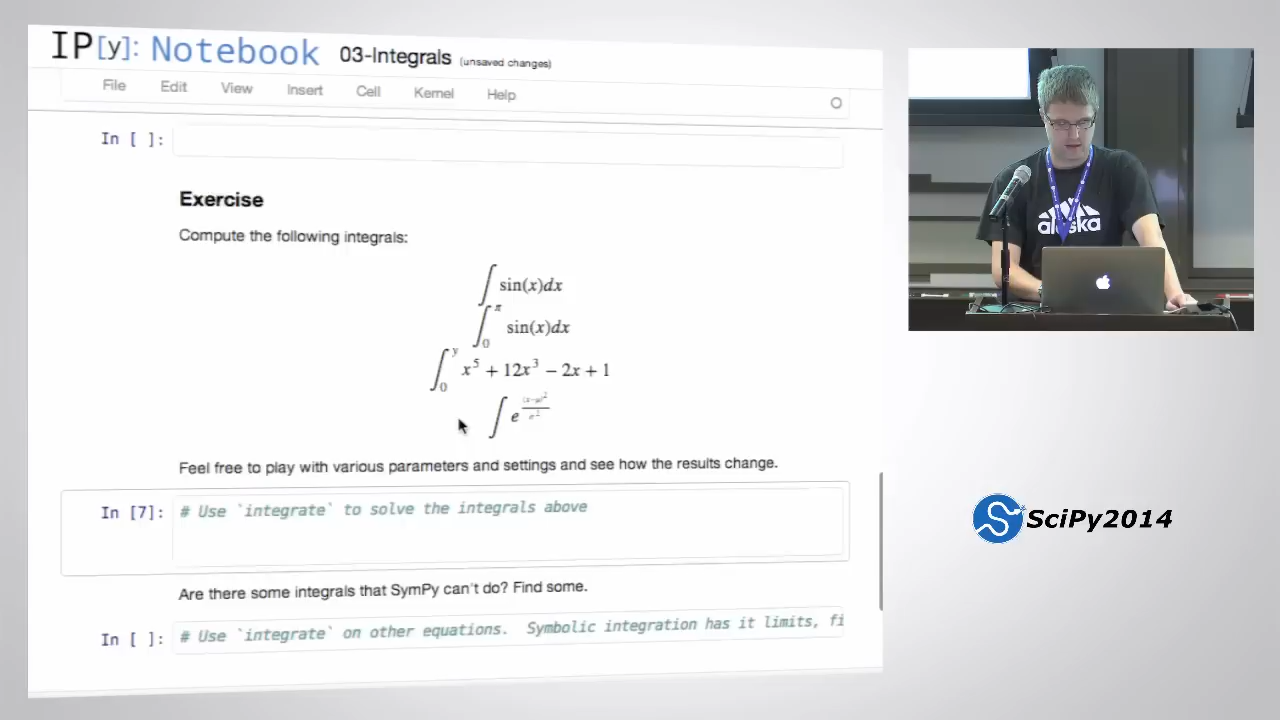 IP[y]: Notebook 03-Integrals (unsaved changes)
File Edit View Insert Cell Kernel Help
In [ ]:
Exercise
Compute the following integrals:
∫ sin(x)dx
∫₀^π sin(x)dx
∫₀^y x⁵ + 12x³ − 2x + 1
∫ e^((x−μ)²/σ²)
Feel free to play with various parameters and settings and see how the results change.
In [7]: # Use `integrate` to solve the integrals above
Are there some integrals that SymPy can't do? Find some.
In [ ]: # Use `integrate` on other equations. Symbolic integration has it limits, fi
alaska
SciPy2014